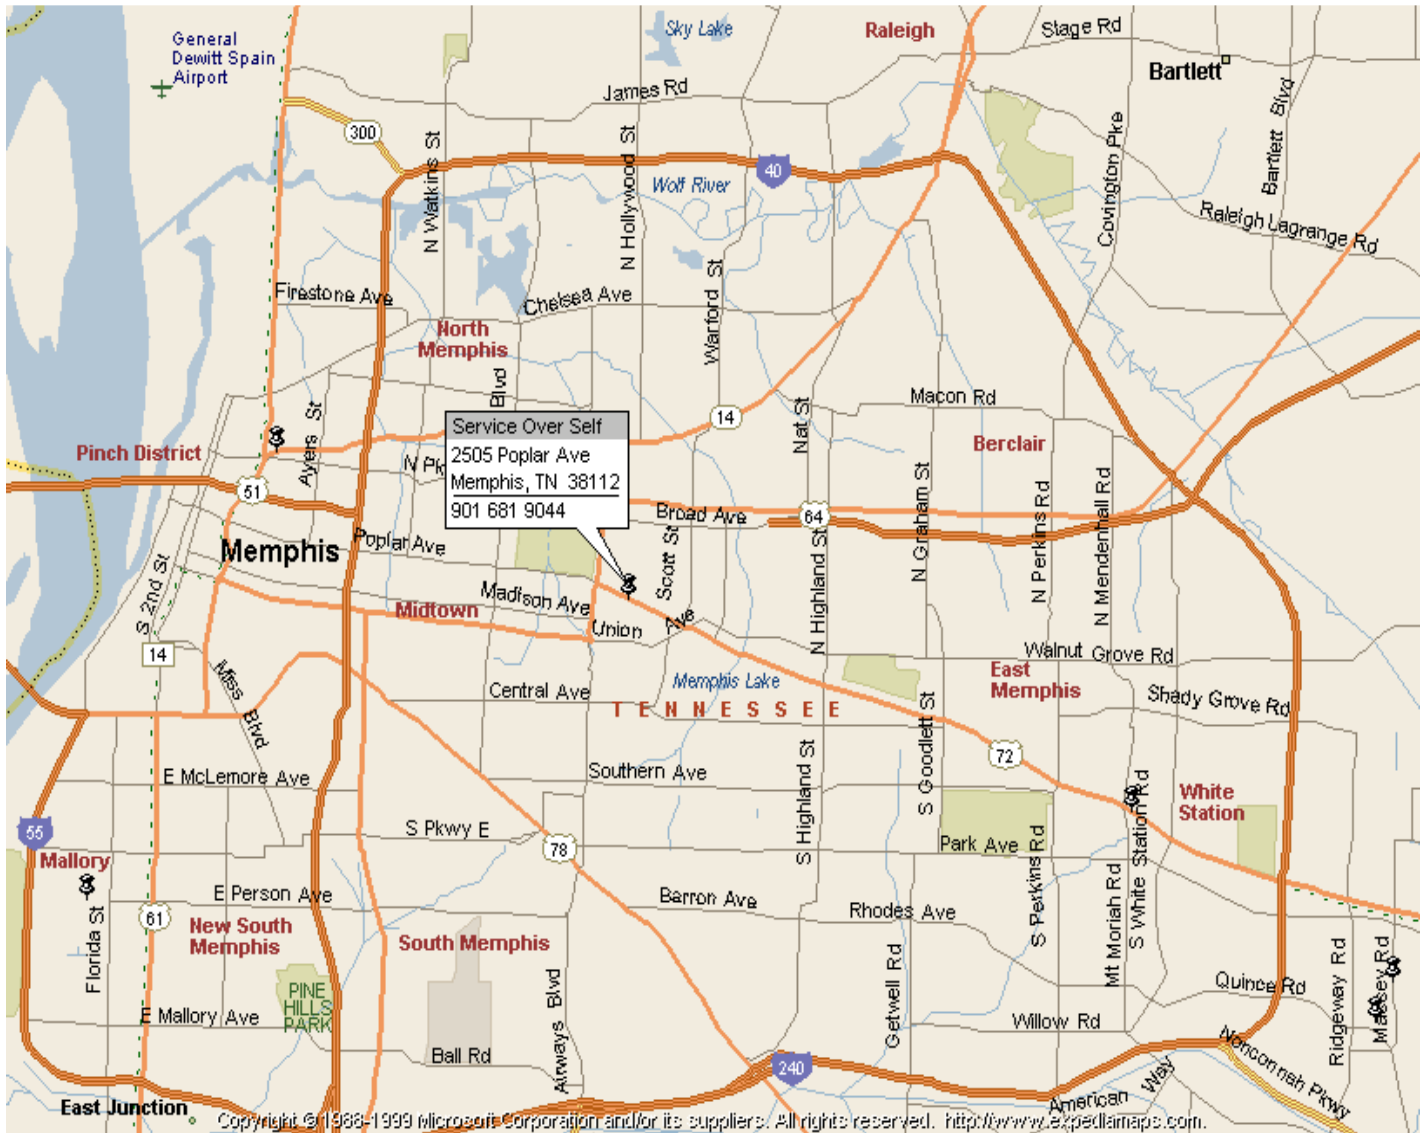 Sky Lake
Raleigh
Stage Rd
General
Dewitt Spain
Airport
Bartlett
James Rd
Bartlett Blvd
300
N Watkins St
N Hollywood St
40
Covington Pke
Wolf River
Raleigh Lagrange Rd
Firestone Ave
Chelsea Ave
Warford St
North
Memphis
Blvd
Macon Rd
Ayers St
Nat St
14
Service Over Self
Berclair
Pinch District
2505 Poplar Ave
N Pk
Memphis, TN 38112
51
901 681 9044
Broad Ave
64
N Graham St
N Perkins Rd
N Mendenhall Rd
Memphis
Poplar Ave
Scott St
S 2nd St
Madison Ave
Midtown
Union Ave
N Highland St
14
Walnut Grove Rd
Miss Blvd
Central Ave
Memphis Lake
East
Memphis
Shady Grove Rd
TENNESSEE
S Goodlett St
72
E McLemore Ave
Southern Ave
S Highland St
White
Station
55
S Pkwy E
78
Park Ave
S White Station Rd
Mallory
E Person Ave
Barron Ave
Rhodes Ave
S Perkins Rd
Mt Moriah Rd
61
New South
Memphis
South Memphis
Florida St
Quince Rd
Ridgeway Rd
Massey Rd
PINE
HILLS
PARK
E Mallory Ave
Airways Blvd
Getwell Rd
Willow Rd
Ball Rd
240
Nonconnah Pkwy
American Way
East Junction
Copyright © 1988-1999 Microsoft Corporation and/or its suppliers. All rights reserved. http://www.expediamaps.com.